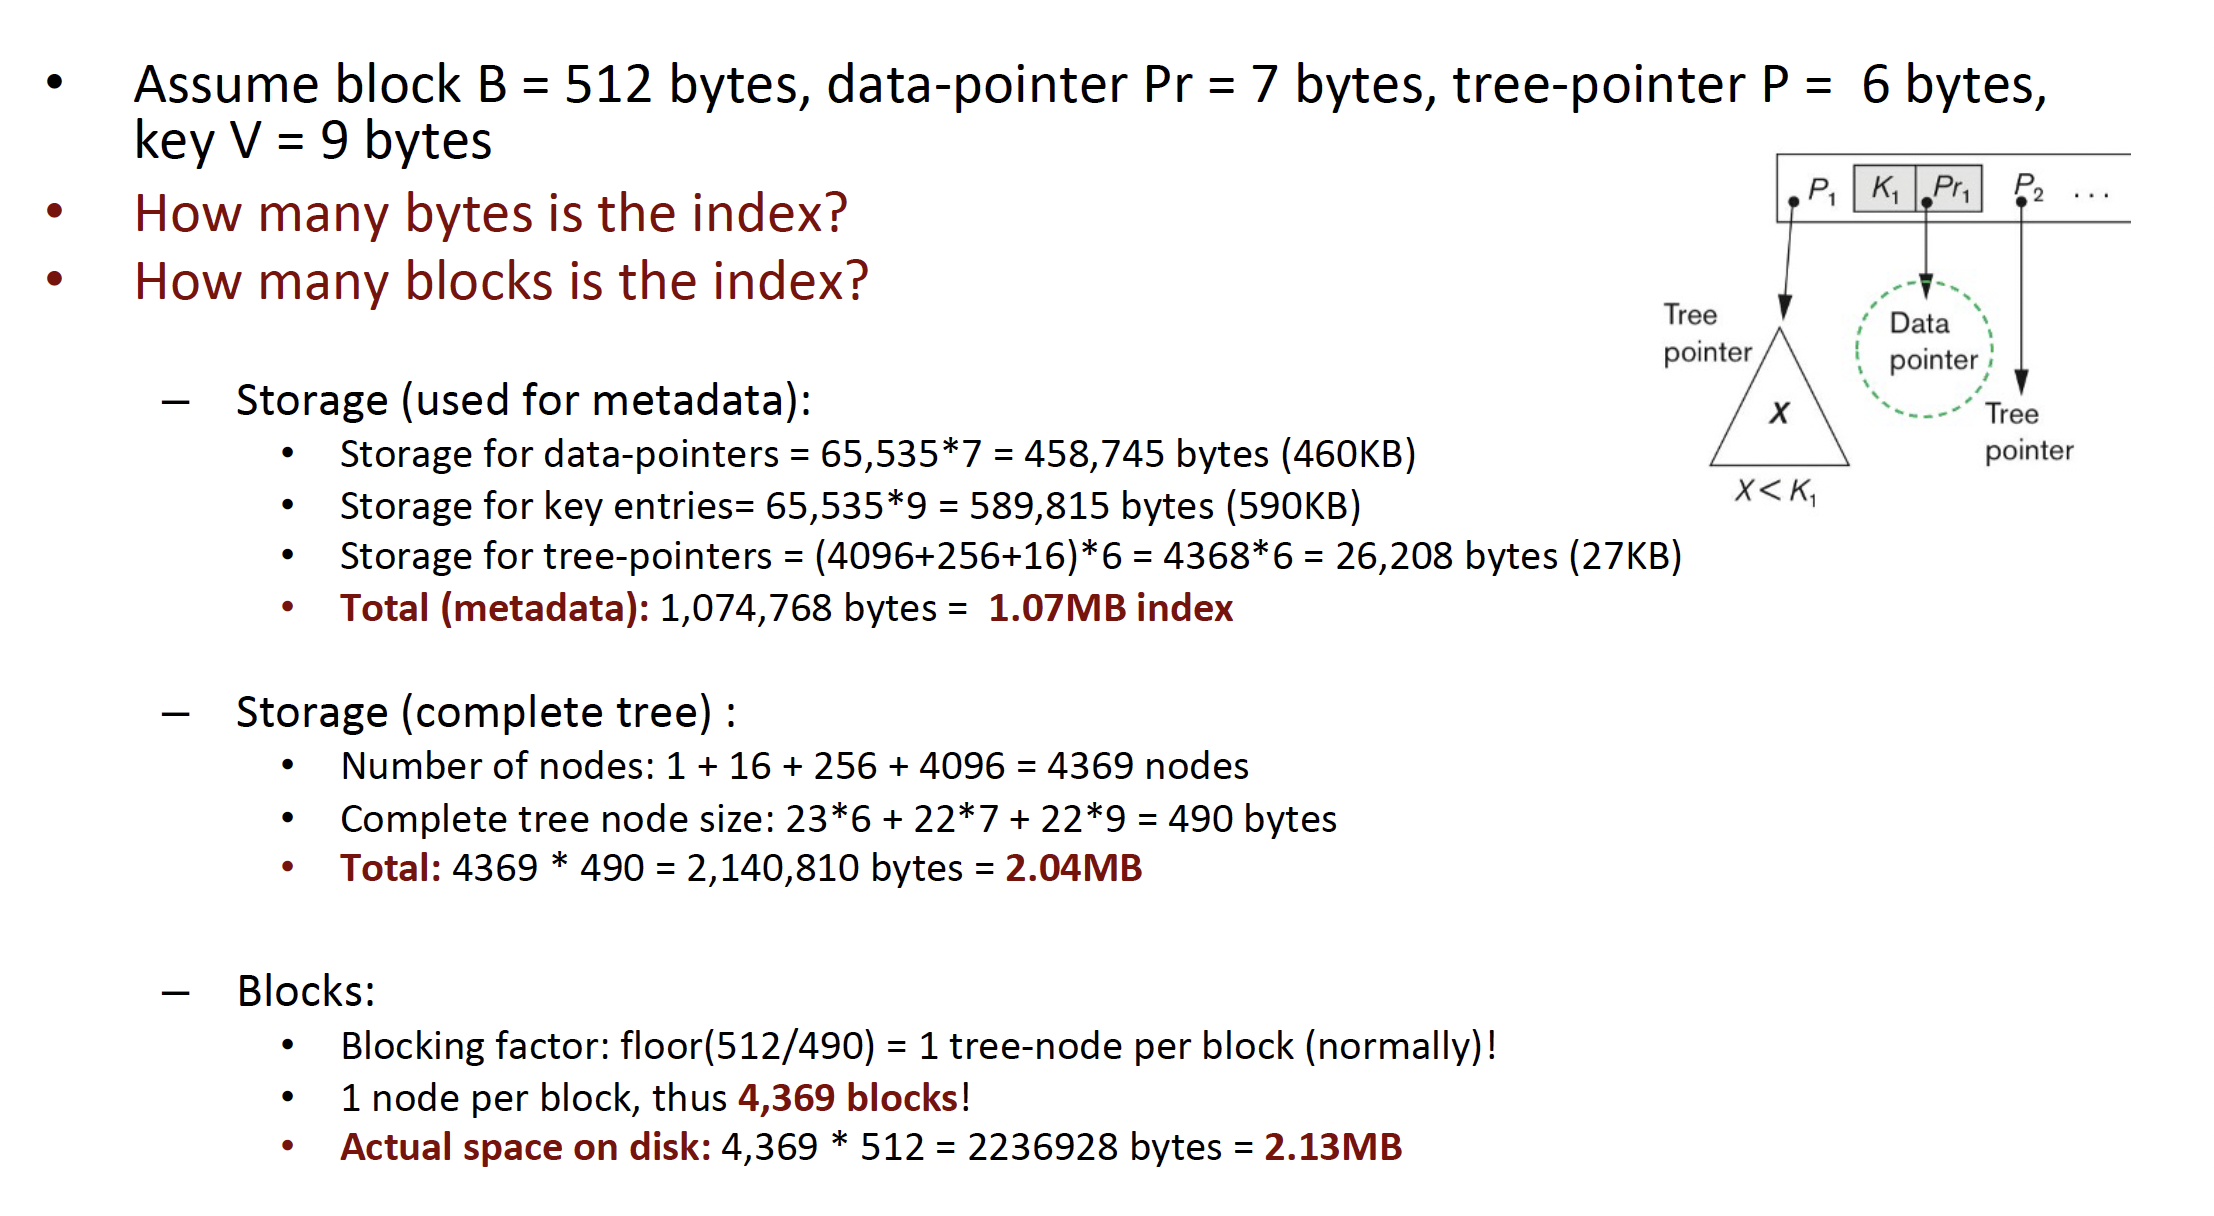 • Assume block B = 512 bytes, data-pointer Pr = 7 bytes, tree-pointer P =  6 bytes,
key V = 9 bytes
• How many bytes is the index?
• How many blocks is the index?
P₁ K₁ Pr₁ P₂ ...
Tree
pointer
Data
pointer
Tree
pointer
X
X < K₁
– Storage (used for metadata):
• Storage for data-pointers = 65,535*7 = 458,745 bytes (460KB)
• Storage for key entries= 65,535*9 = 589,815 bytes (590KB)
• Storage for tree-pointers = (4096+256+16)*6 = 4368*6 = 26,208 bytes (27KB)
• Total (metadata): 1,074,768 bytes =  1.07MB index
– Storage (complete tree) :
• Number of nodes: 1 + 16 + 256 + 4096 = 4369 nodes
• Complete tree node size: 23*6 + 22*7 + 22*9 = 490 bytes
• Total: 4369 * 490 = 2,140,810 bytes = 2.04MB
– Blocks:
• Blocking factor: floor(512/490) = 1 tree-node per block (normally)!
• 1 node per block, thus 4,369 blocks!
• Actual space on disk: 4,369 * 512 = 2236928 bytes = 2.13MB